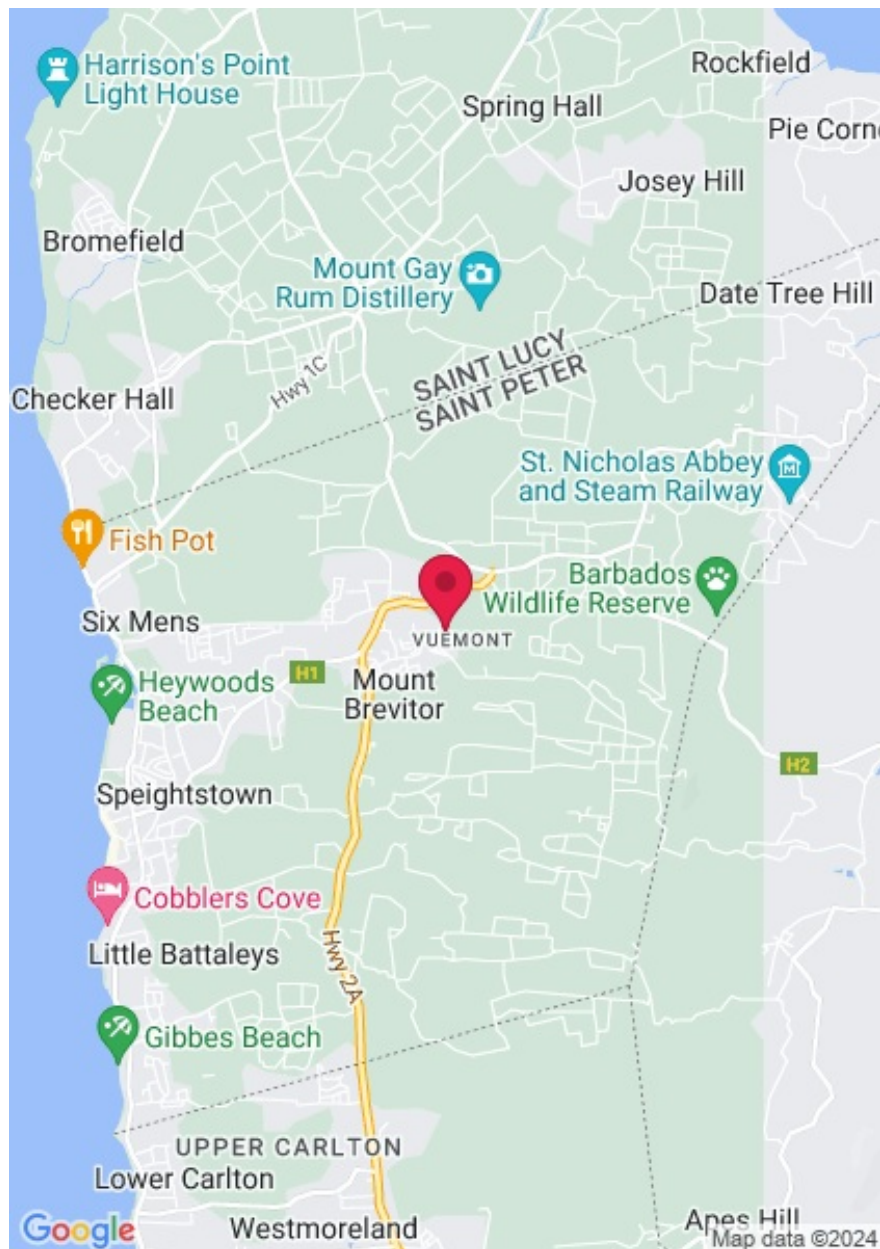 Harrison's Point
Light House
Rockfield
Spring Hall
Pie Corne
Josey Hill
Bromefield
Mount Gay
Rum Distillery
Date Tree Hill
SAINT LUCY
SAINT PETER
Hwy 1C
Checker Hall
St. Nicholas Abbey
and Steam Railway
M
Fish Pot
Barbados
Wildlife Reserve
Six Mens
VUEMONT
H1
Heywoods
Beach
Mount
Brevitor
H2
Speightstown
Cobblers Cove
Little Battaleys
Hwy 2A
Gibbes Beach
UPPER CARLTON
Lower Carlton
Apes Hill
Google
Westmoreland
Map data ©2024